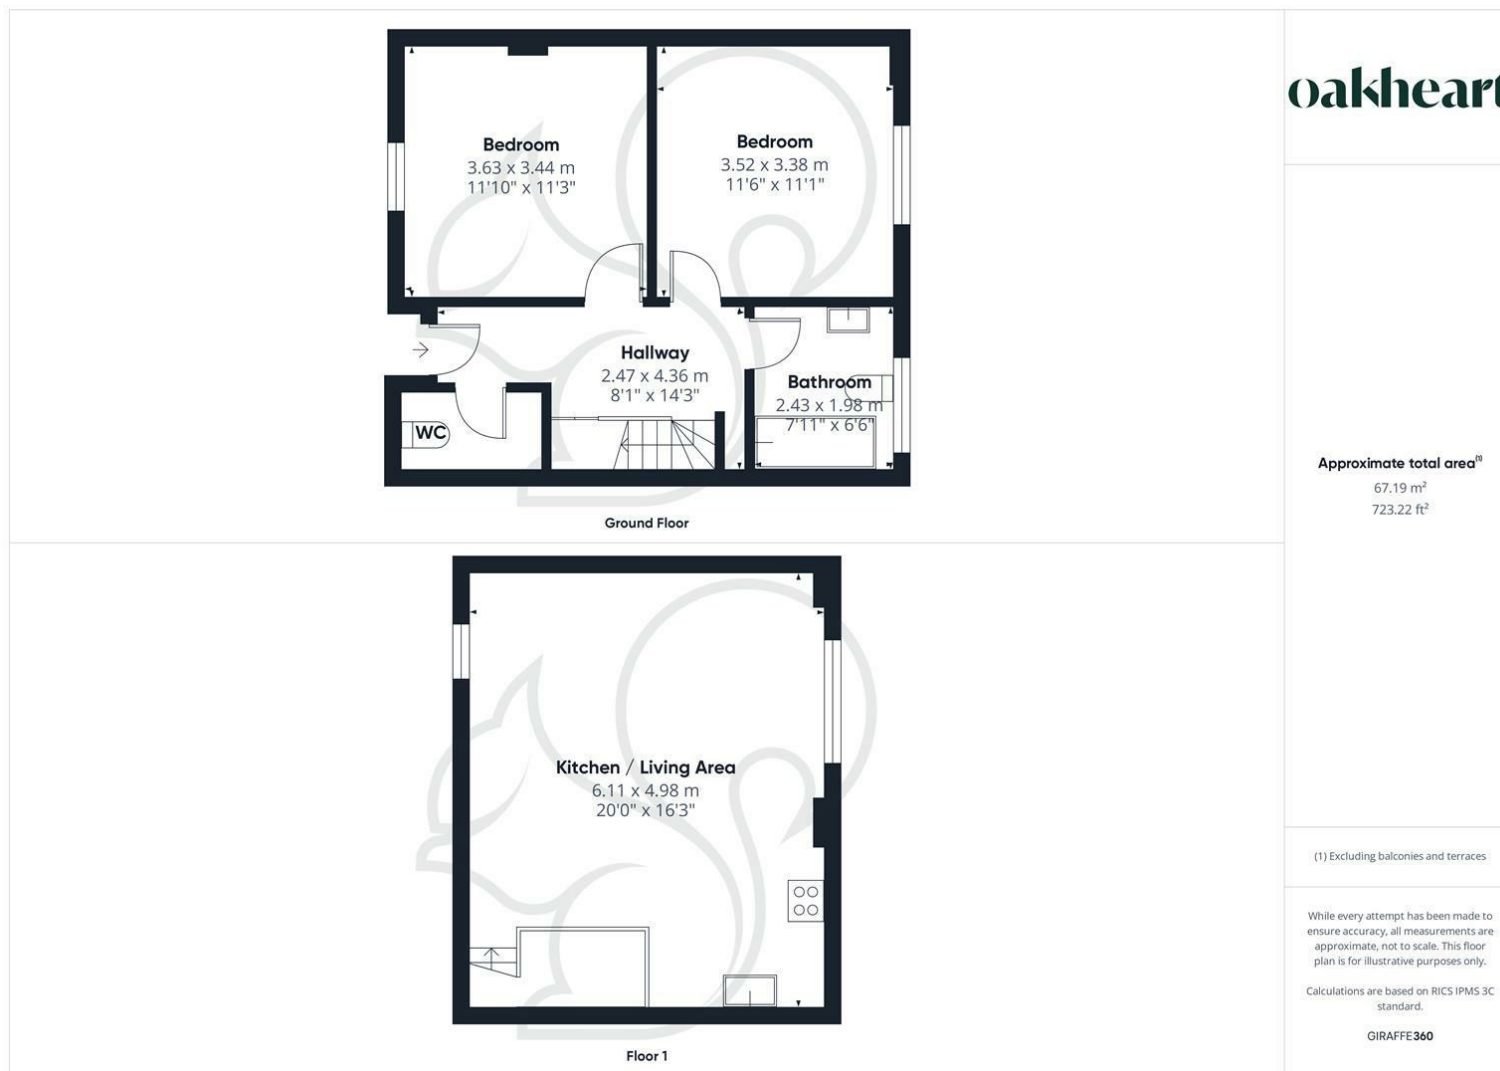 Bedroom
3.63 x 3.44 m
11'10" x 11'3"
Bedroom
3.52 x 3.38 m
11'6" x 11'1"
Hallway
2.47 x 4.36 m
8'1" x 14'3"
Bathroom
2.43 x 1.98 m
7'11" x 6'6"
WC
Ground Floor
Kitchen / Living Area
6.11 x 4.98 m
20'0" x 16'3"
Floor 1
oakheart
Approximate total area⁽¹⁾
67.19 m²
723.22 ft²
(1) Excluding balconies and terraces
While every attempt has been made to
ensure accuracy, all measurements are
approximate, not to scale. This floor
plan is for illustrative purposes only.
Calculations are based on RICS IPMS 3C
standard.
GIRAFFE360